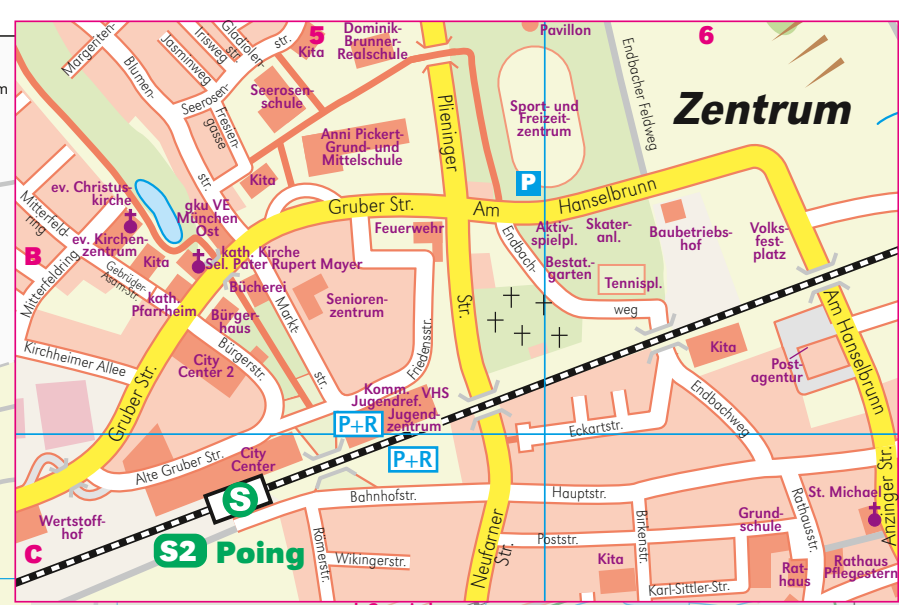 5
6
Zentrum
Margenten-
Blumen-
Jasminweg
Irisweg
Gladiolen-
str.
str.
Kita
Dominik-
Brunner-
Realschule
Pavillon
Endbacher Feldweg
Seerosen-
Seerosen-
schule
Fresien-
gasse
str.
Plieninger
Str.
Anni Pickert-
Grund- und
Mittelschule
Sport- und
Freizeit-
zentrum
P
Kita
ev. Christus-
kirche
Mitterfeld-
ring
Mitterfeldring
gku VE
München
Ost
Gruber Str.
Am
Hanselbrunn
Feuerwehr
Endbach-
weg
Aktiv-
spielpl.
Skater-
anl.
Baubetriebs-
hof
Volks-
fest-
platz
B
ev. Kirchen-
zentrum
Kita
Gebrüder-
Asam-Str.
kath. Kirche
Sel. Pater Rupert Mayer
Bücherei
kath.
Pfarrheim
Bürger-
haus
Markt-
str.
Senioren-
zentrum
Bestat.-
garten
Tennispl.
Am Hanselbrunn
Kirchheimer Allee
City
Center 2
Bürgerstr.
Friedensstr.
Kita
Post-
agentur
Gruber Str.
Komm.
Jugendref.
VHS
Jugend-
zentrum
P+R
P+R
Eckartstr.
Endbachweg
Alte Gruber Str.
City
Center
S
Bahnhofstr.
Hauptstr.
St. Michael
Anzinger Str.
Wertstoff-
hof
C
S2 Poing
Römerstr.
Wikingerstr.
Neufarner
Str.
Poststr.
Birkenstr.
Grund-
schule
Rathausstr.
Kita
Karl-Sittler-Str.
Rat-
haus
Rathaus
Pflegestern